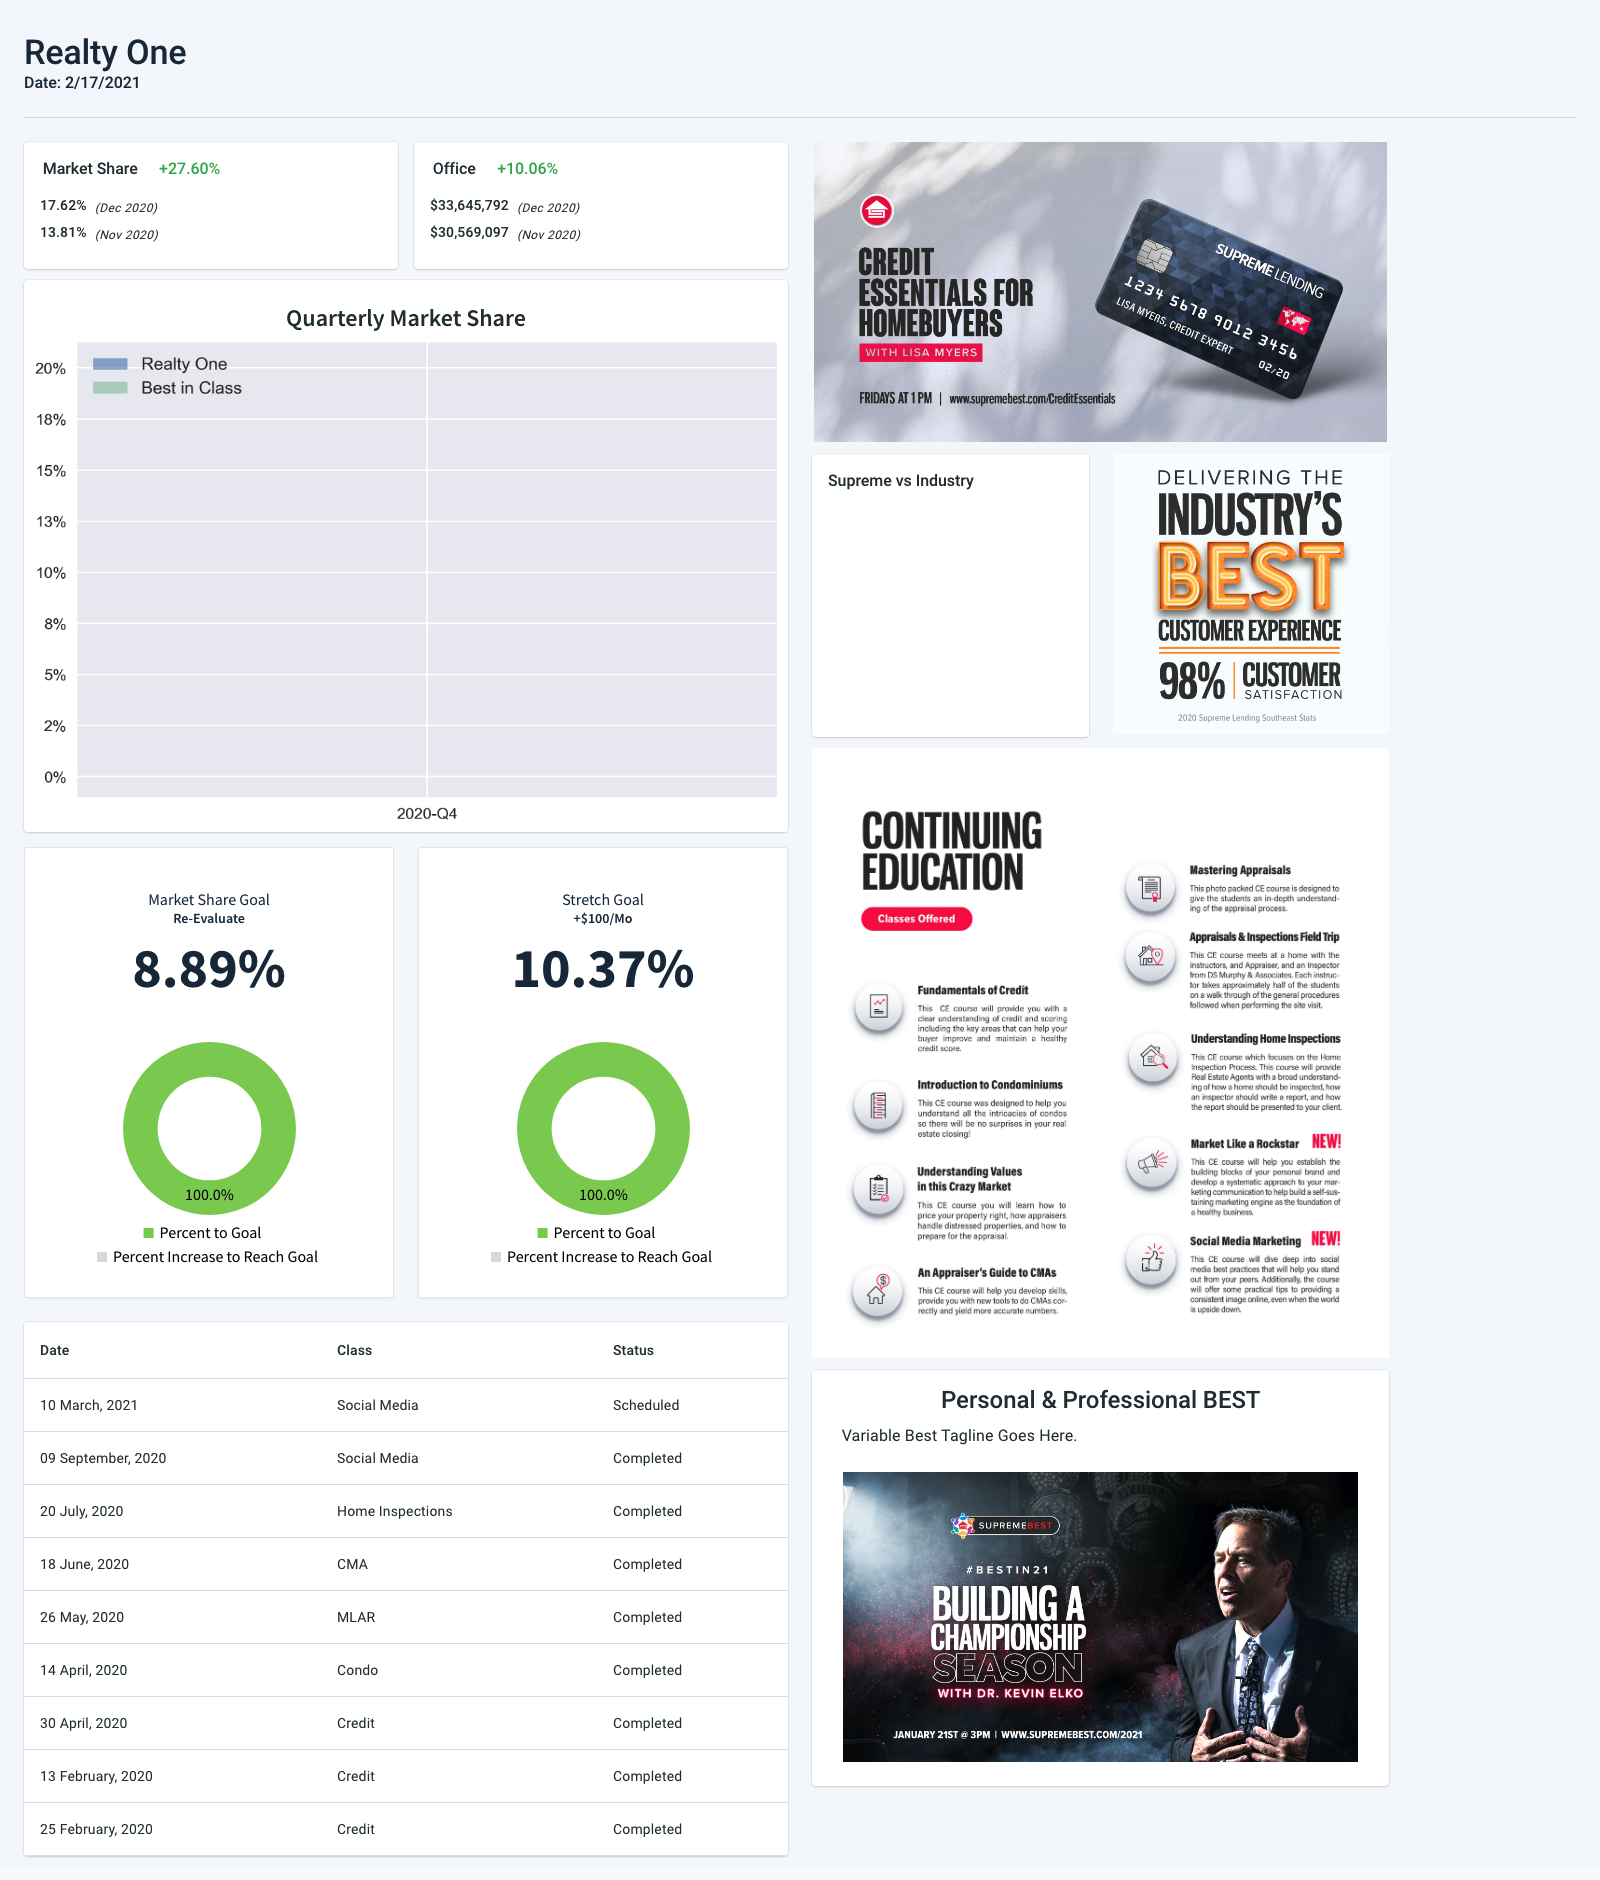 Realty One
Date: 2/17/2021
Market Share +27.60%
17.62% (Dec 2020)
13.81% (Nov 2020)
Office +10.06%
$33,645,792 (Dec 2020)
$30,569,097 (Nov 2020)
Quarterly Market Share
Realty One
Best in Class
20%
18%
15%
13%
10%
8%
5%
2%
0%
2020-Q4
Market Share Goal
Re-Evaluate
8.89%
100.0%
Percent to Goal
Percent Increase to Reach Goal
Stretch Goal
+$100/Mo
10.37%
100.0%
Percent to Goal
Percent Increase to Reach Goal
Date Class Status
10 March, 2021 Social Media Scheduled
09 September, 2020 Social Media Completed
20 July, 2020 Home Inspections Completed
18 June, 2020 CMA Completed
26 May, 2020 MLAR Completed
14 April, 2020 Condo Completed
30 April, 2020 Credit Completed
13 February, 2020 Credit Completed
25 February, 2020 Credit Completed
CREDIT
ESSENTIALS FOR
HOMEBUYERS
WITH LISA MYERS
FRIDAYS AT 1 PM | www.supremebest.com/CreditEssentials
SUPREME LENDING
1234 5678 9012 3456
LISA MYERS, CREDIT EXPERT
02/20
Supreme vs Industry
DELIVERING THE
INDUSTRY'S
BEST
CUSTOMER EXPERIENCE
98% CUSTOMER
SATISFACTION
2020 Supreme Lending Southeast Stats
CONTINUING
EDUCATION
Classes Offered
Fundamentals of Credit
This CE course will provide you with a
clear understanding of credit and scoring
including the key areas that can help your
buyer improve and maintain a healthy
credit score.
Introduction to Condominiums
This CE course was designed to help you
understand all the intricacies of condos
so there will be no surprises in your real
estate closing!
Understanding Values
in this Crazy Market
This CE course you will learn how to
price your property right, how appraisers
handle distressed properties, and how to
prepare for the appraisal.
An Appraiser's Guide to CMAs
This CE course will help you develop skills,
provide you with new tools to do CMAs cor-
rectly and yield more accurate numbers.
Mastering Appraisals
This photo packed CE course is designed to
give the students an in-depth understand-
ing of the appraisal process.
Appraisals & Inspections Field Trip
This CE course meets at a home with the
instructors, and Appraiser, and an Inspector
from DS Murphy & Associates. Each instruc-
tor takes approximately half of the students
on a walk through of the general procedures
followed when performing the site visit.
Understanding Home Inspections
This CE course which focuses on the Home
Inspection Process. This course will provide
Real Estate Agents with a broad understand-
ing of how a home should be inspected, how
an inspector should write a report, and how
the report should be presented to your client.
Market Like a Rockstar NEW!
This CE course will help you establish the
building blocks of your personal brand and
develop a systematic approach to your mar-
keting communication to help build a self-sus-
taining marketing engine as the foundation of
a healthy business.
Social Media Marketing NEW!
This CE course will dive deep into social
media best practices that will help you stand
out from your peers. Additionally, the course
will offer some practical tips to providing a
consistent image online, even when the world
is upside down.
Personal & Professional BEST
Variable Best Tagline Goes Here.
SUPREMEBEST
#BESTIN21
BUILDING A
CHAMPIONSHIP
SEASON
WITH DR. KEVIN ELKO
JANUARY 21ST @ 3PM | WWW.SUPREMEBEST.COM/2021